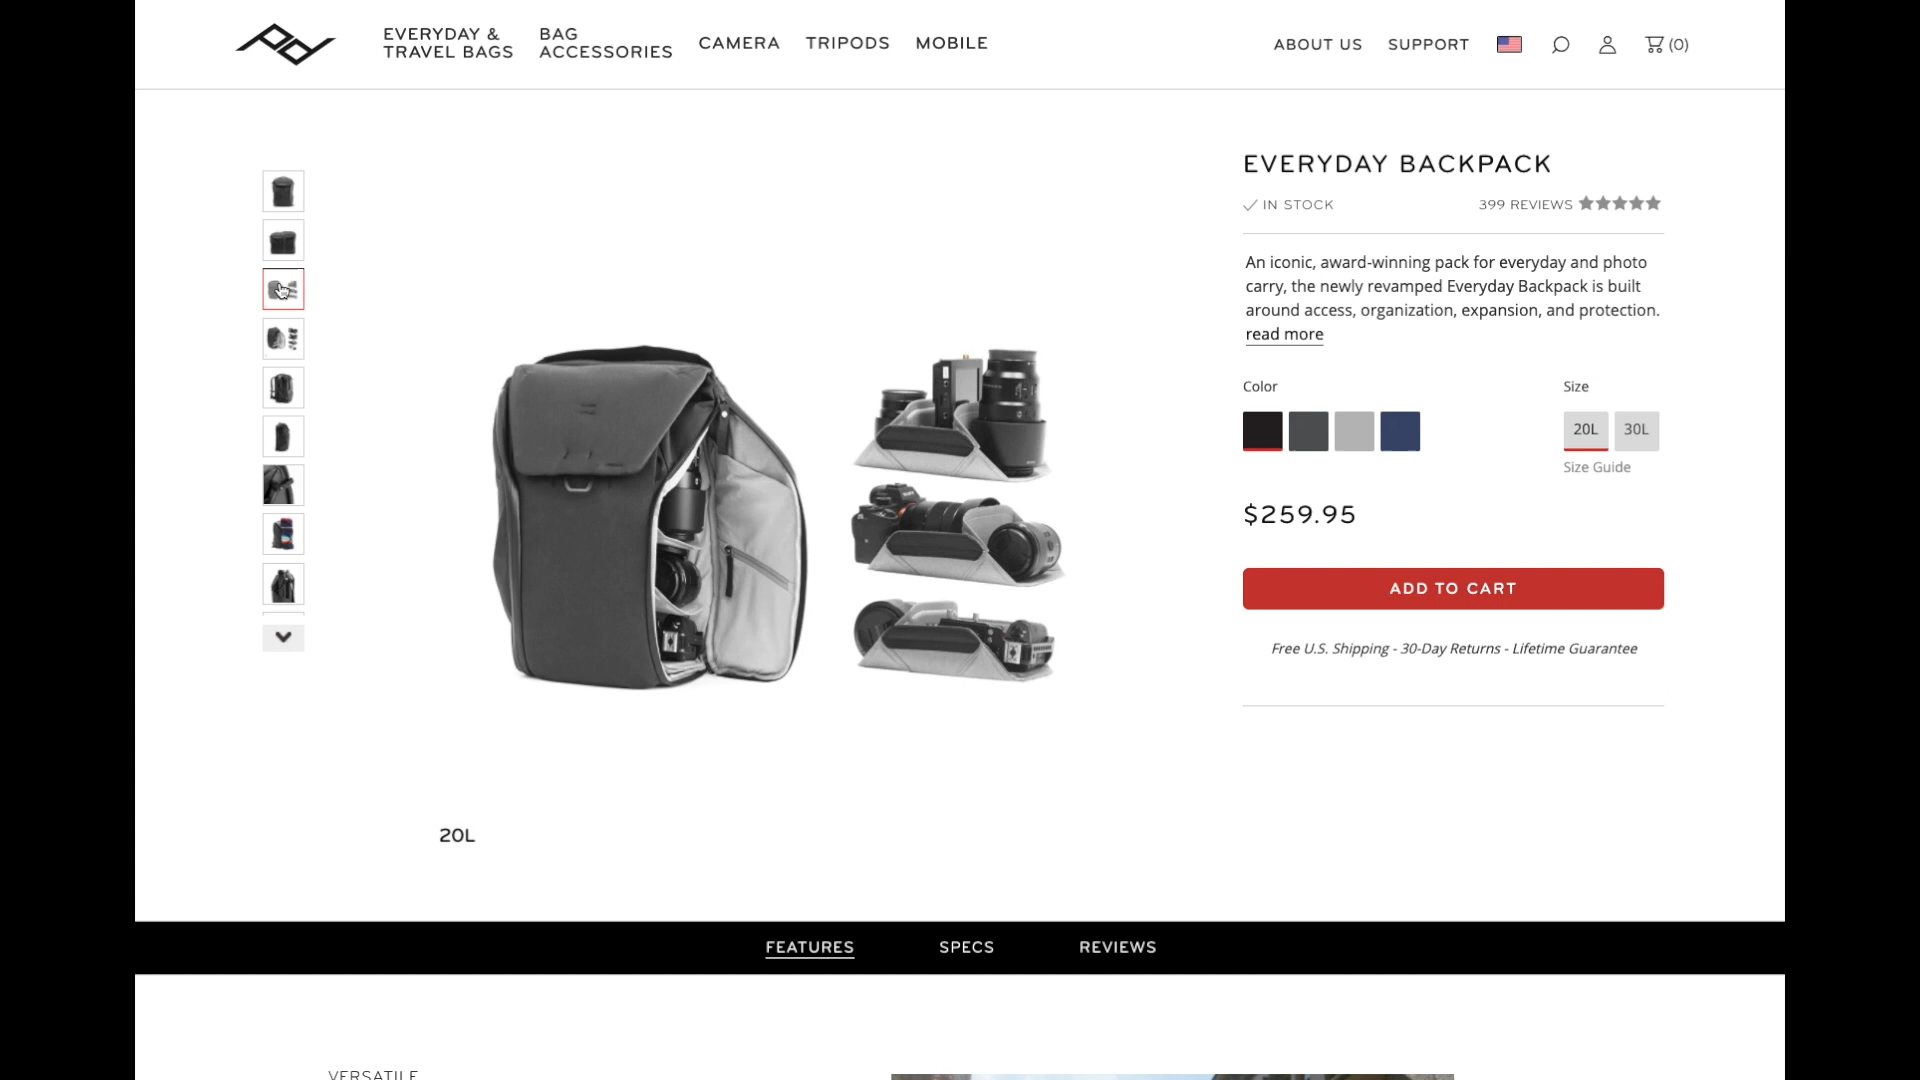 EVERYDAY &
TRAVEL BAGS
BAG
ACCESSORIES
CAMERA
TRIPODS
MOBILE
ABOUT US
SUPPORT
(0)
EVERYDAY BACKPACK
IN STOCK
399 REVIEWS
An iconic, award-winning pack for everyday and photo
carry, the newly revamped Everyday Backpack is built
around access, organization, expansion, and protection.
read more
Color
Size
20L
30L
Size Guide
$259.95
ADD TO CART
Free U.S. Shipping - 30-Day Returns - Lifetime Guarantee
20L
FEATURES
SPECS
REVIEWS
VERSATILE